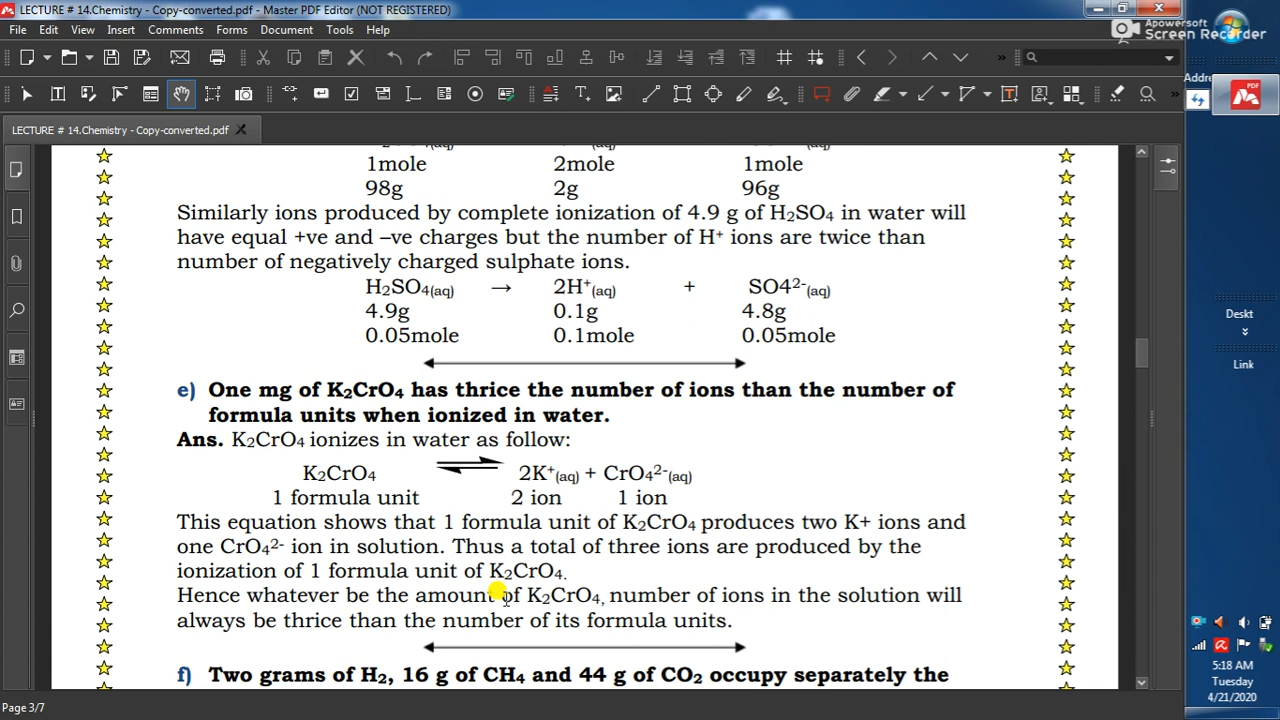 LECTURE # 14.Chemistry - Copy-converted.pdf - Master PDF Editor (NOT REGISTERED)
Apowersoft
Screen Recorder
File Edit View Insert Comments Forms Document Tools Help
Addre
LECTURE # 14.Chemistry - Copy-converted.pdf
1mole 2mole 1mole
98g 2g 96g
Similarly ions produced by complete ionization of 4.9 g of H₂SO₄ in water will
have equal +ve and –ve charges but the number of H⁺ ions are twice than
number of negatively charged sulphate ions.
H₂SO₄(aq) → 2H⁺(aq) + SO4²⁻(aq)
4.9g 0.1g 4.8g
0.05mole 0.1mole 0.05mole
e) One mg of K₂CrO₄ has thrice the number of ions than the number of
formula units when ionized in water.
Ans. K₂CrO₄ ionizes in water as follow:
K₂CrO₄ ⇌ 2K⁺(aq) + CrO₄²⁻(aq)
1 formula unit 2 ion 1 ion
This equation shows that 1 formula unit of K₂CrO₄ produces two K+ ions and
one CrO₄²⁻ ion in solution. Thus a total of three ions are produced by the
ionization of 1 formula unit of K₂CrO₄.
Hence whatever be the amount of K₂CrO₄, number of ions in the solution will
always be thrice than the number of its formula units.
f) Two grams of H₂, 16 g of CH₄ and 44 g of CO₂ occupy separately the
Page 3/7
Deskt
Link
5:18 AM
Tuesday
4/21/2020